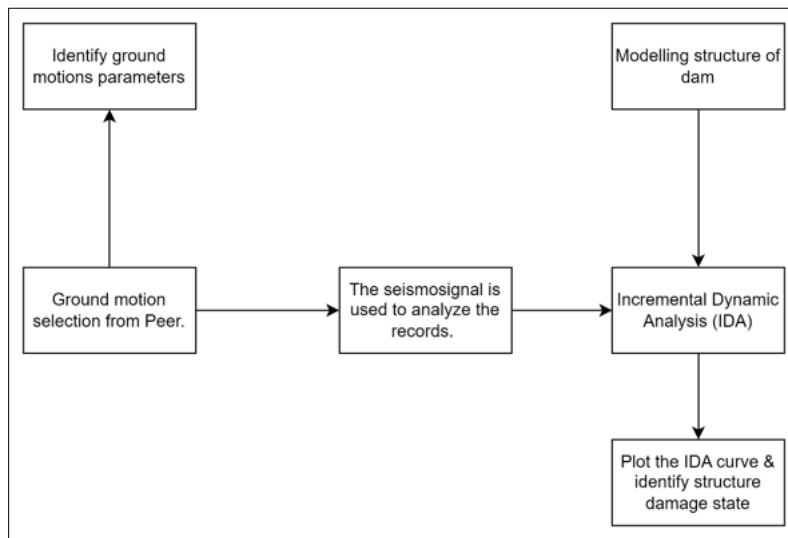 Identify ground
motions parameters
Modelling structure of
dam
Ground motion
selection from Peer.
The seismosignal is
used to analyze the
records.
Incremental Dynamic
Analysis (IDA)
Plot the IDA curve &
identify structure
damage state